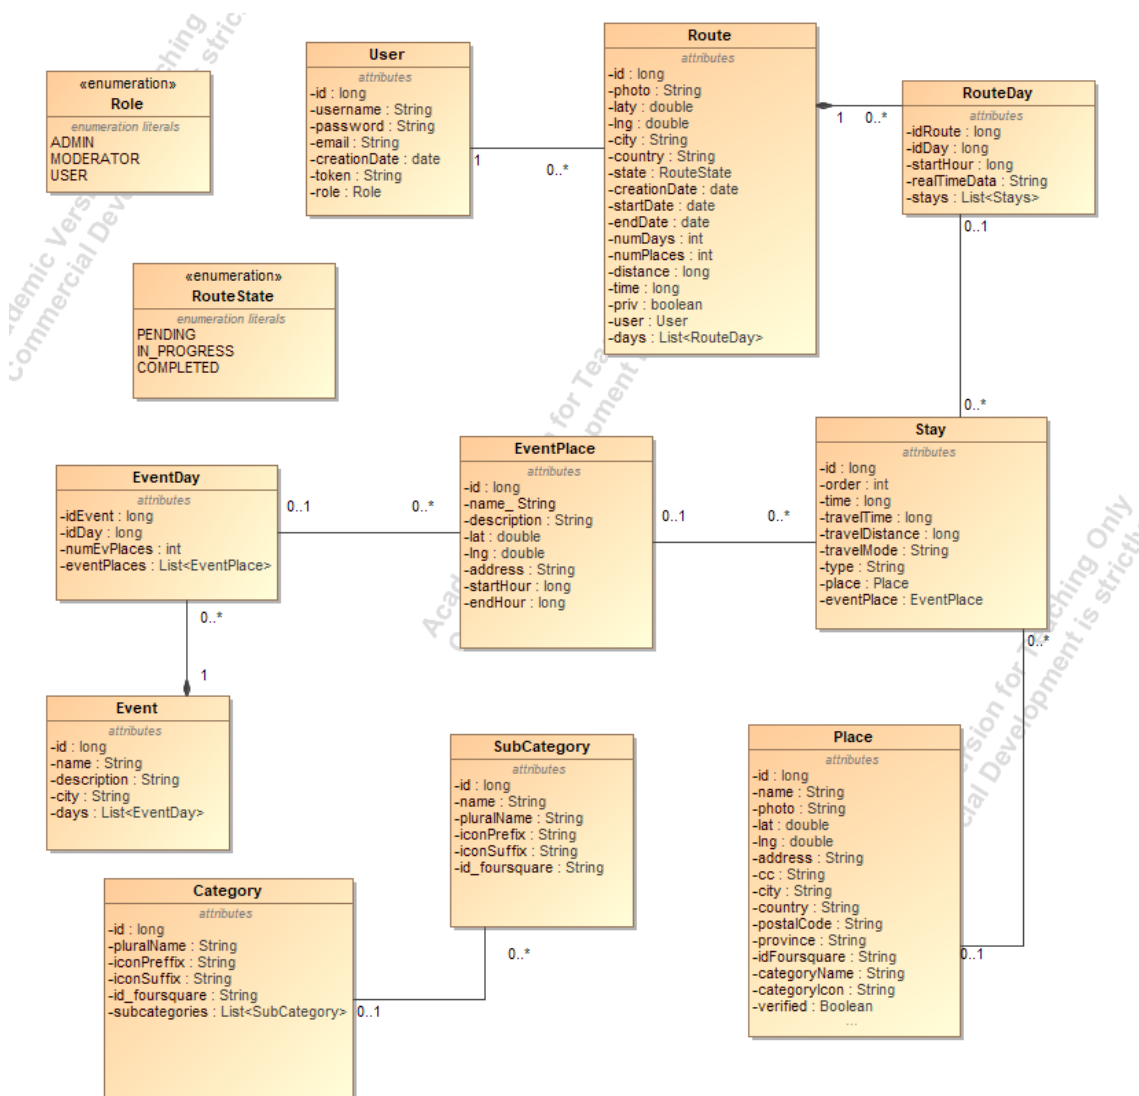 «enumeration»
Role
enumeration literals
ADMIN
MODERATOR
USER
User
attributes
-id : long
-username : String
-password : String
-email : String
-creationDate : date
-token : String
-role : Role
1
0..*
Route
attributes
-id : long
-photo : String
-laty : double
-lng : double
-city : String
-country : String
-state : RouteState
-creationDate : date
-startDate : date
-endDate : date
-numDays : int
-numPlaces : int
-distance : long
-time : long
-priv : boolean
-user : User
-days : List<RouteDay>
1
0..*
RouteDay
attributes
-idRoute : long
-idDay : long
-startHour : long
-realTimeData : String
-stays : List<Stays>
0..1
0..*
«enumeration»
RouteState
enumeration literals
PENDING
IN_PROGRESS
COMPLETED
EventDay
attributes
-idEvent : long
-idDay : long
-numEvPlaces : int
-eventPlaces : List<EventPlace>
0..1
0..*
EventPlace
attributes
-id : long
-name_ String
-description : String
-lat : double
-lng : double
-address : String
-startHour : long
-endHour : long
0..1
0..*
Stay
attributes
-id : long
-order : int
-time : long
-travelTime : long
-travelDistance : long
-travelMode : String
-type : String
-place : Place
-eventPlace : EventPlace
0..*
0..*
1
Event
attributes
-id : long
-name : String
-description : String
-city : String
-days : List<EventDay>
SubCategory
attributes
-id : long
-name : String
-pluralName : String
-iconPrefix : String
-iconSuffix : String
-id_foursquare : String
0..*
Place
attributes
-id : long
-name : String
-photo : String
-lat : double
-lng : double
-address : String
-cc : String
-city : String
-country : String
-postalCode : String
-province : String
-idFoursquare : String
-categoryName : String
-categoryIcon : String
-verified : Boolean
...
0..1
Category
attributes
-id : long
-pluralName : String
-iconPreffix : String
-iconSuffix : String
-id_foursquare : String
-subcategories : List<SubCategory>
0..1